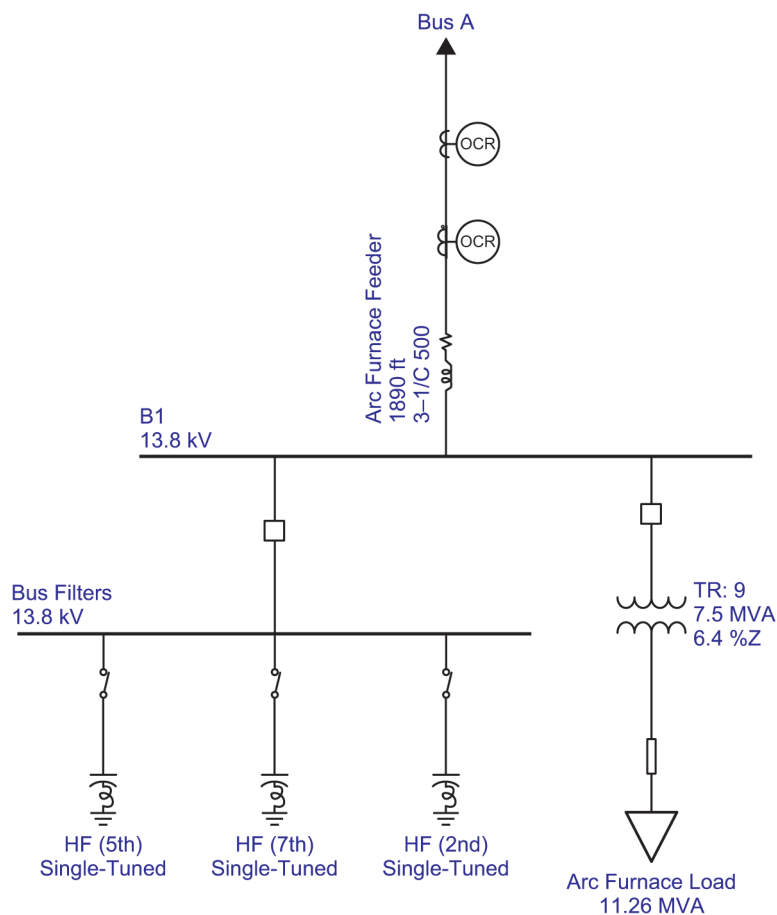 Bus A
OCR
OCR
Arc Furnace Feeder
1890 ft
3–1/C 500
B1
13.8 kV
Bus Filters
13.8 kV
TR: 9
7.5 MVA
6.4 %Z
HF (5th)
Single-Tuned
HF (7th)
Single-Tuned
HF (2nd)
Single-Tuned
Arc Furnace Load
11.26 MVA